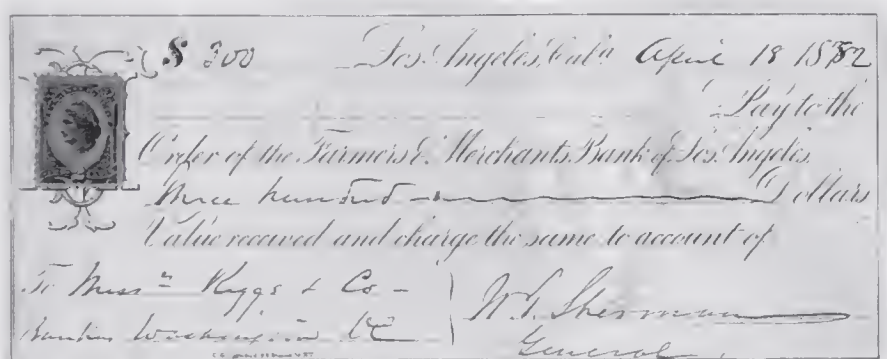 $ 300 Los Angeles, Cal'a April 18 1882
Pay to the
Order of the Farmers & Merchants Bank of Los Angeles.
Three hundred Dollars
Value received and charge the same to account of
To Mess rs Riggs & Co —
Bankers Washington DC
W. T. Sherman
General